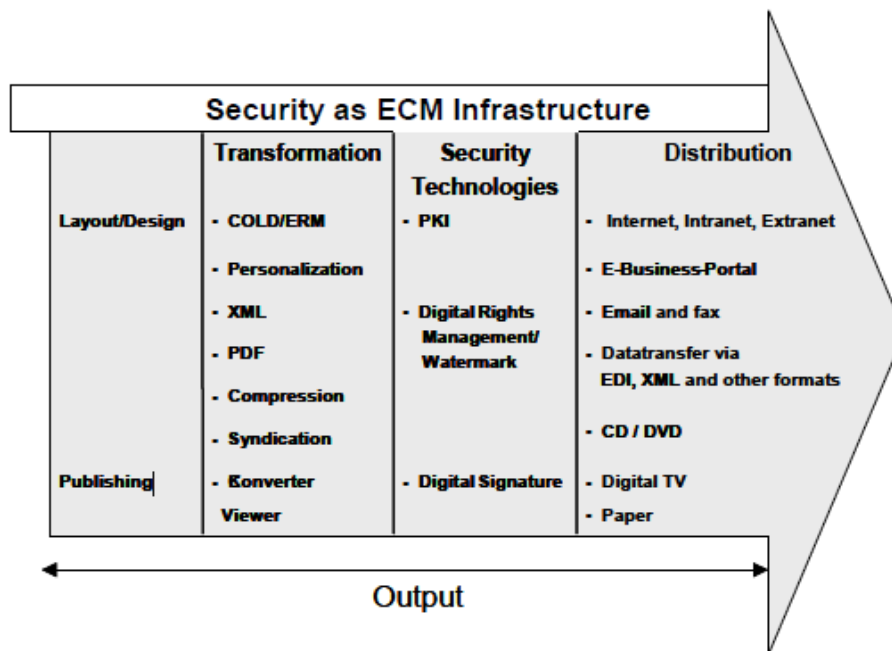 Security as ECM Infrastructure
Transformation
Security
Technologies
Distribution
Layout/Design
- COLD/ERM
- PKI
- Internet, Intranet, Extranet
- Personalization
- E-Business-Portal
- XML
- Digital Rights
Management/
Watermark
- Email and fax
- PDF
- Datatransfer via
EDI, XML and other formats
- Compression
- Syndication
- CD / DVD
Publishing
- Konverter
Viewer
- Digital Signature
- Digital TV
- Paper
Output